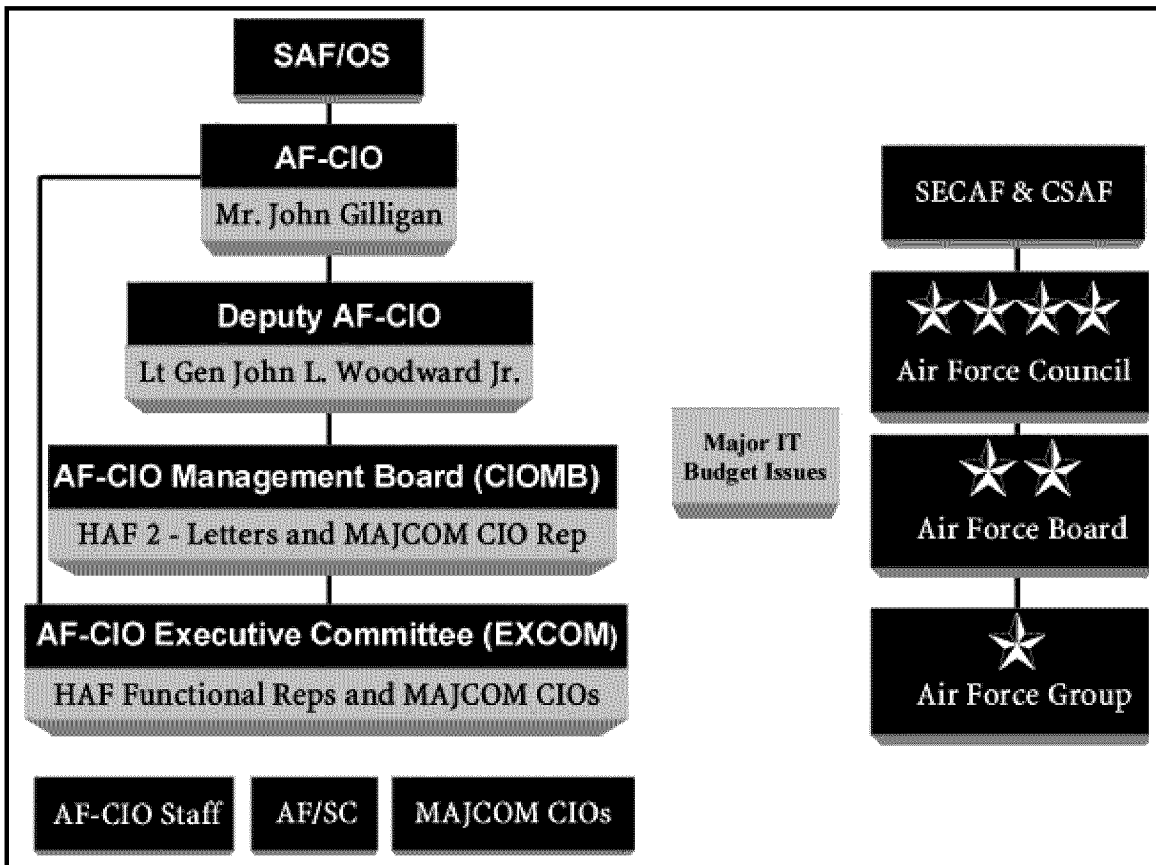 SAF/OS
AF-CIO
Mr. John Gilligan
Deputy AF-CIO
Lt Gen John L. Woodward Jr.
AF-CIO Management Board (CIOMB)
HAF 2 - Letters and MAJCOM CIO Rep
AF-CIO Executive Committee (EXCOM)
HAF Functional Reps and MAJCOM CIOs
AF-CIO Staff
AF/SC
MAJCOM CIOs
Major IT
Budget Issues
SECAF & CSAF
Air Force Council
Air Force Board
Air Force Group